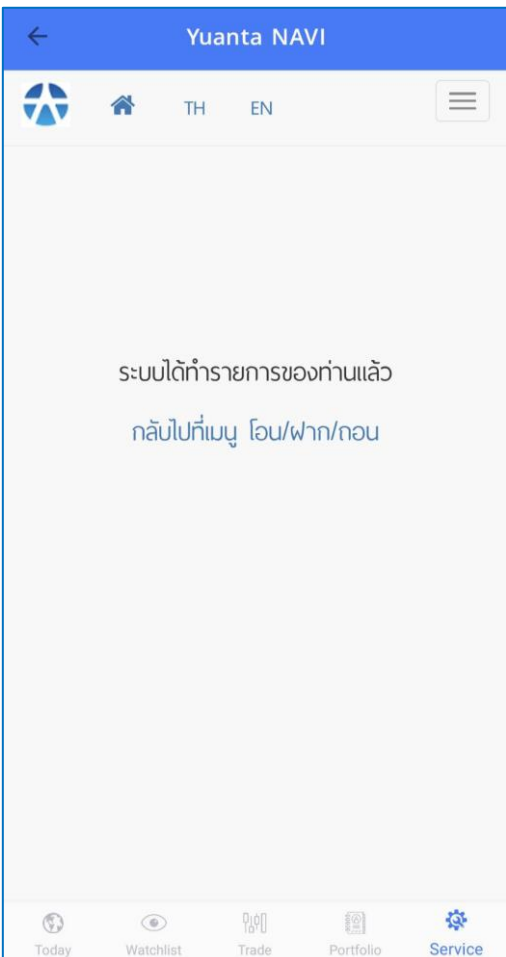 Yuanta NAVI
TH EN
ระบบได้ทำรายการของท่านแล้ว
กลับไปที่เมนู โอน/ฝาก/ถอน
Today Watchlist Trade Portfolio Service